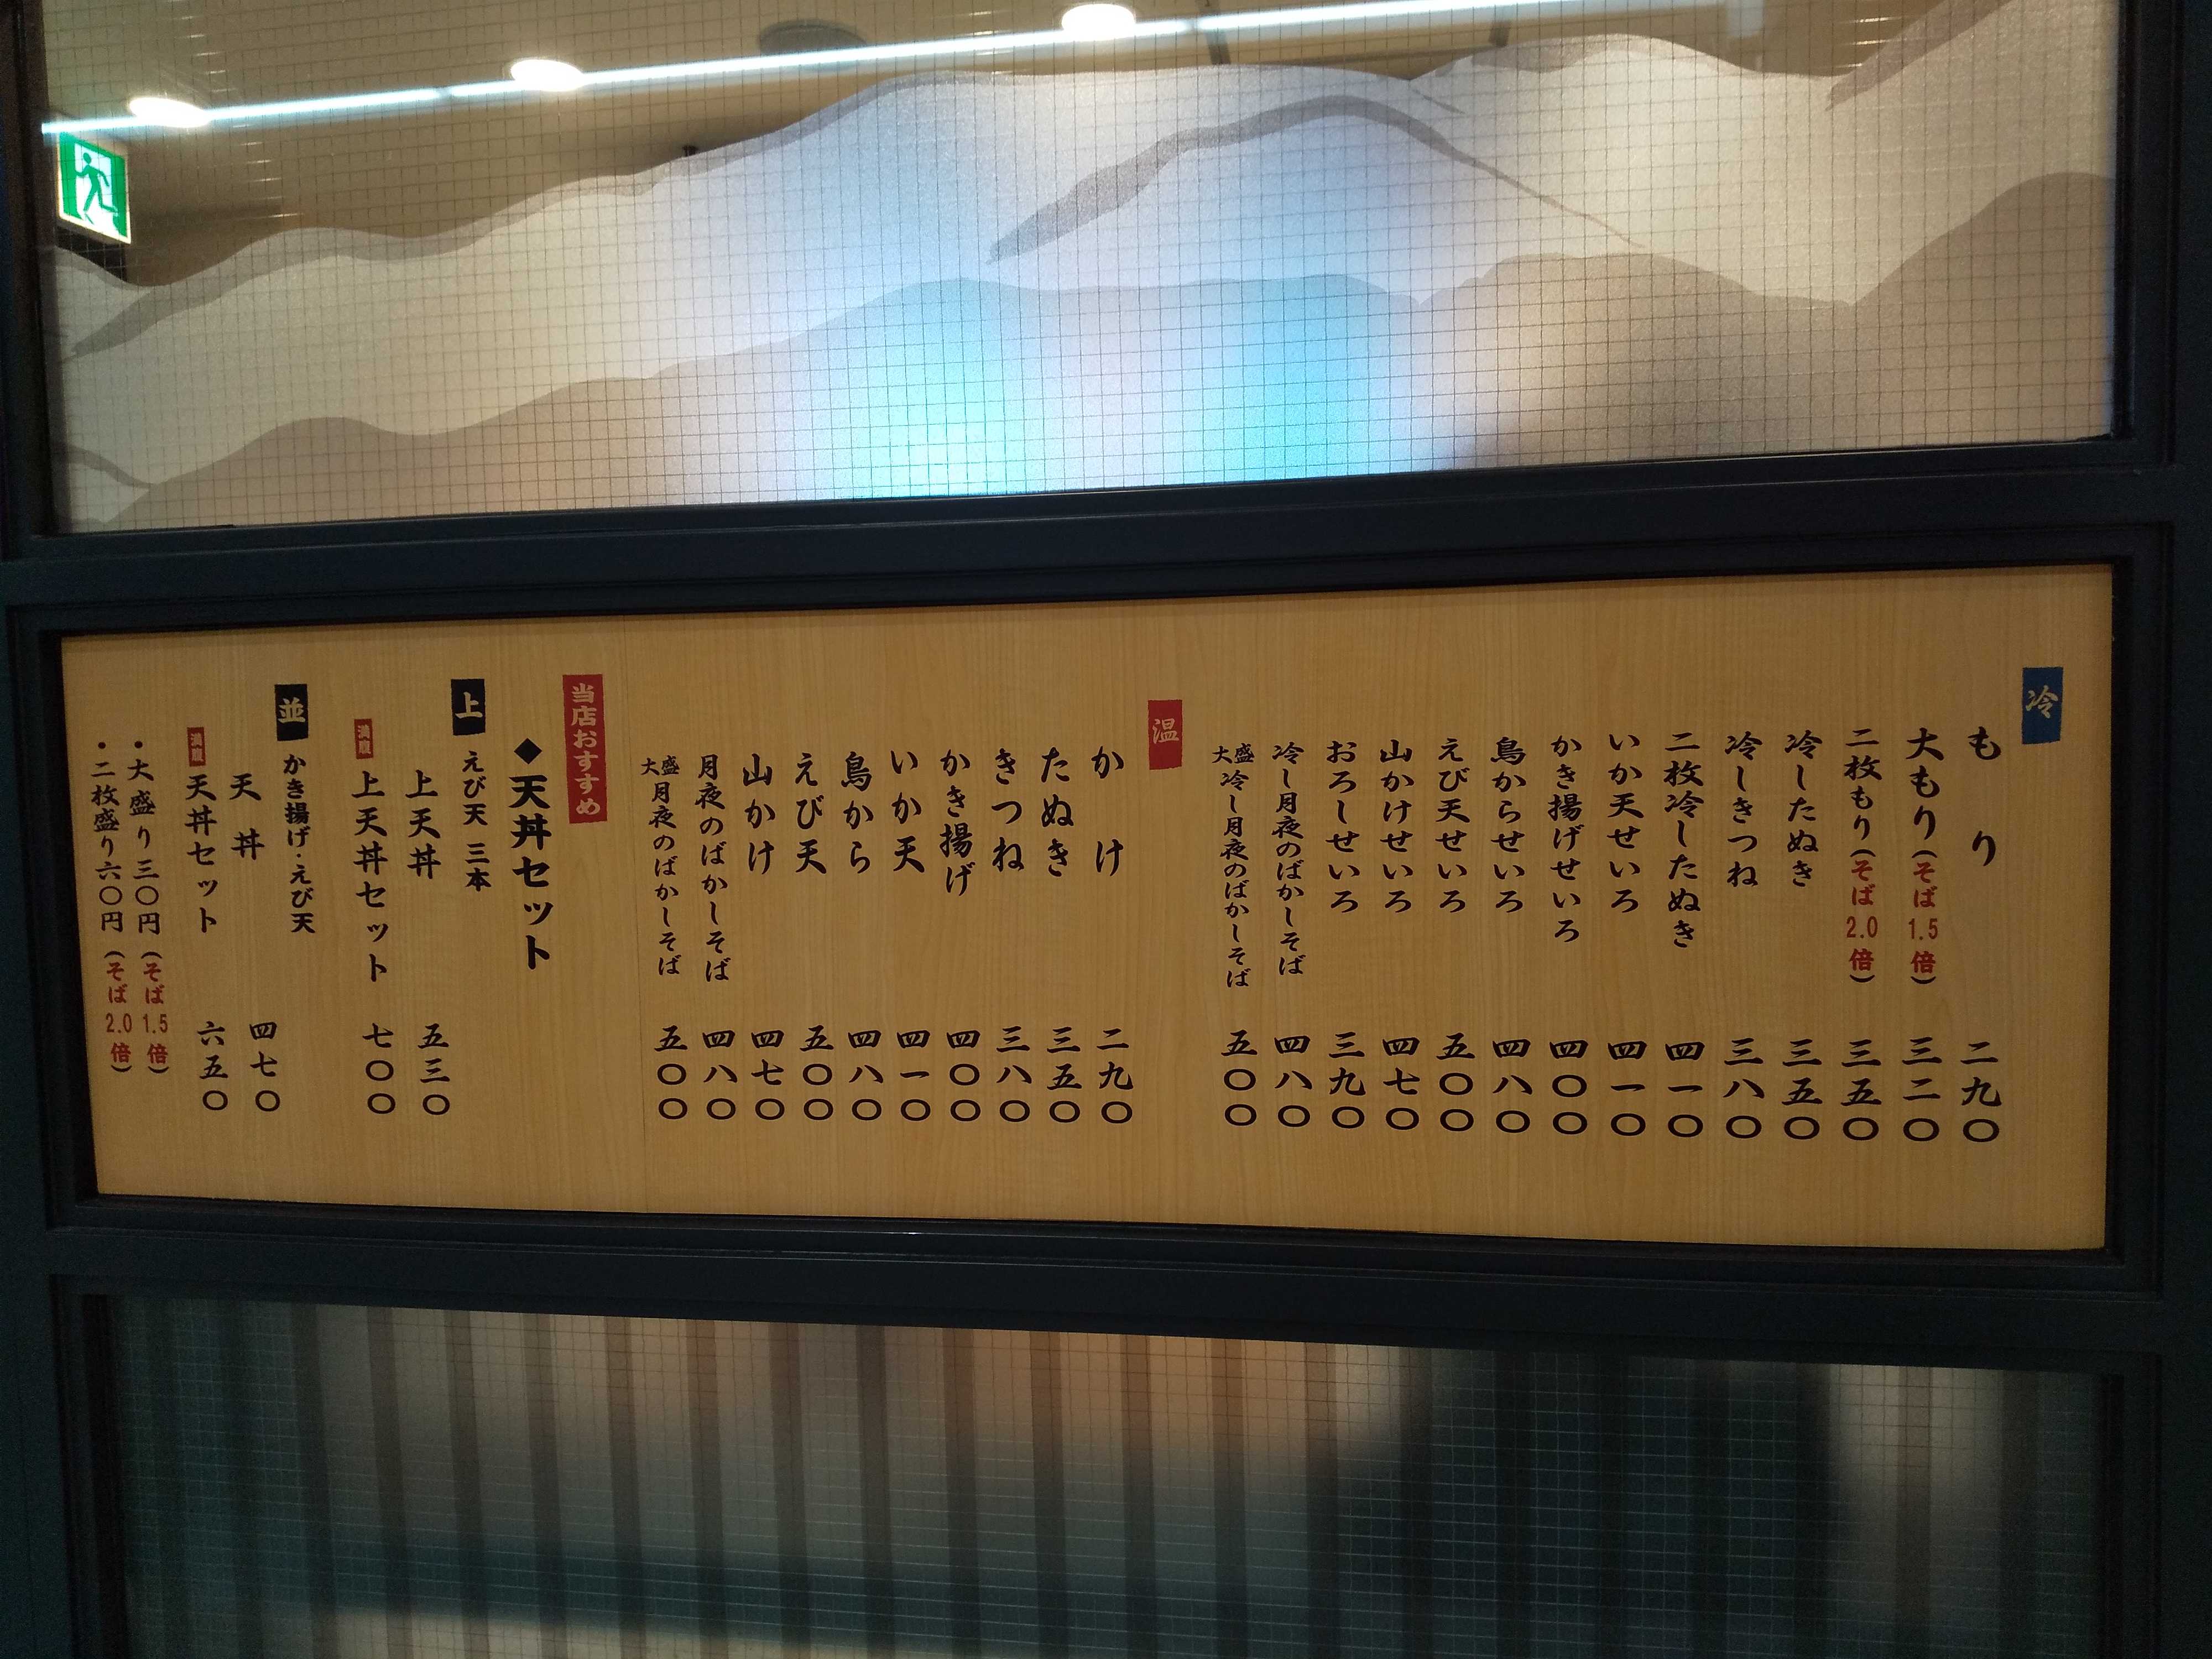 冷
もり 二九〇
大もり(そば1.5倍) 三二〇
二枚もり(そば2.0倍) 三五〇
冷したぬき 三五〇
冷しきつね 三八〇
二枚冷したぬき 四一〇
いか天せいろ 四一〇
かき揚げせいろ 四〇〇
鳥からせいろ 四八〇
えび天せいろ 五〇〇
山かけせいろ 四七〇
おろしせいろ 三九〇
冷し月夜のばかしそば 四八〇
大盛冷し月夜のばかしそば 五〇〇
温
かけ 二九〇
たぬき 三五〇
きつね 三八〇
かき揚げ 四〇〇
いか天 四一〇
鳥から 四八〇
えび天 五〇〇
山かけ 四七〇
月夜のばかしそば 四八〇
大盛月夜のばかしそば 五〇〇
当店おすすめ
◆天丼セット
上 えび天 三本
上天丼 五三〇
満腹 上天丼セット 七〇〇
並 かき揚げ・えび天
天丼 四七〇
満腹 天丼セット 六五〇
・大盛り三〇円(そば1.5倍)
・二枚盛り六〇円(そば2.0倍)